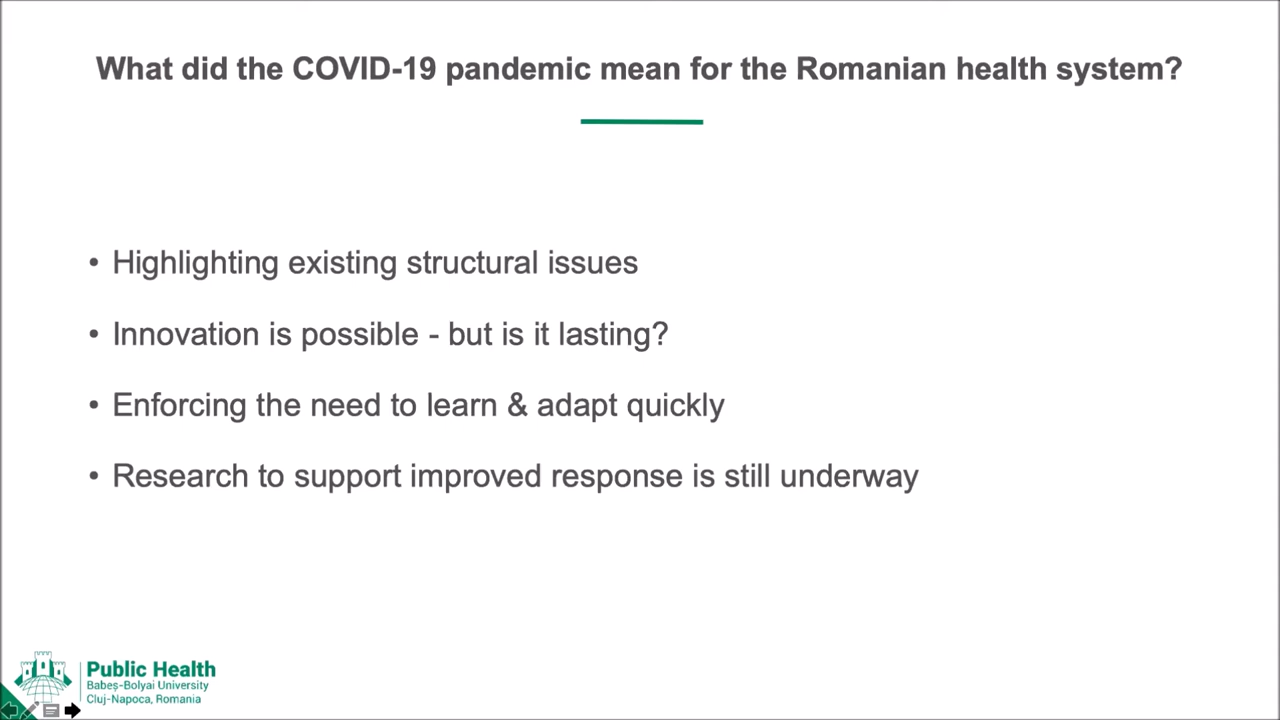 What did the COVID-19 pandemic mean for the Romanian health system?
• Highlighting existing structural issues
• Innovation is possible - but is it lasting?
• Enforcing the need to learn & adapt quickly
• Research to support improved response is still underway
Public Health
Babeș-Bolyai University
Cluj-Napoca, Romania